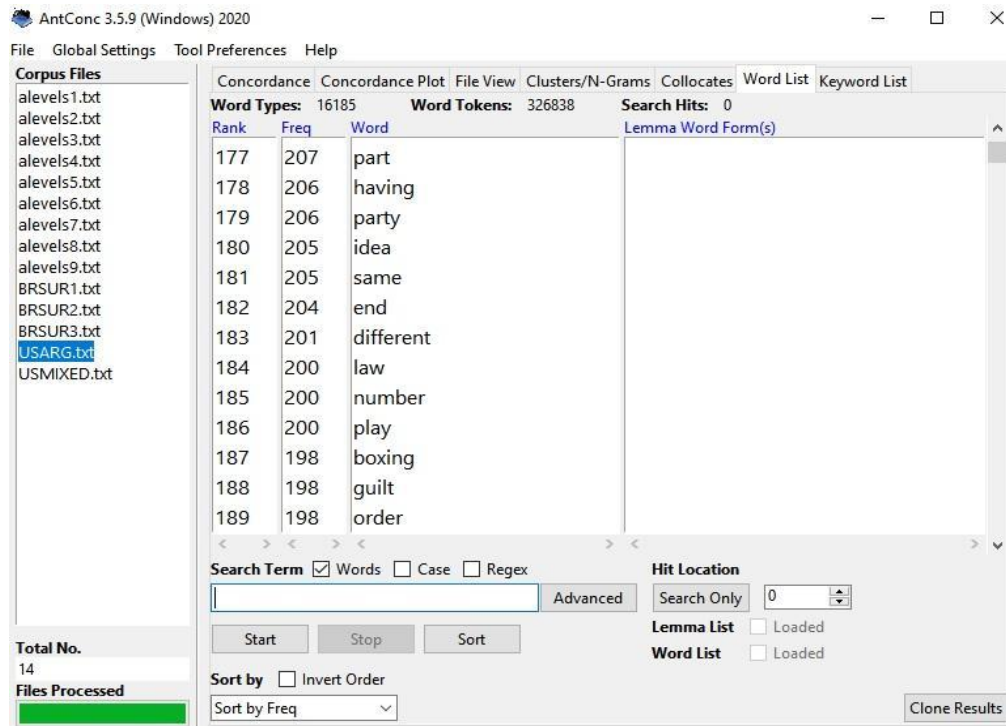 AntConc 3.5.9 (Windows) 2020
File Global Settings Tool Preferences Help
Corpus Files
alevels1.txt
alevels2.txt
alevels3.txt
alevels4.txt
alevels5.txt
alevels6.txt
alevels7.txt
alevels8.txt
alevels9.txt
BRSUR1.txt
BRSUR2.txt
BRSUR3.txt
USARG.txt
USMIXED.txt
Total No.
14
Files Processed
Concordance Concordance Plot File View Clusters/N-Grams Collocates Word List Keyword List
Word Types: 16185 Word Tokens: 326838 Search Hits: 0
Rank Freq Word Lemma Word Form(s)
177 207 part
178 206 having
179 206 party
180 205 idea
181 205 same
182 204 end
183 201 different
184 200 law
185 200 number
186 200 play
187 198 boxing
188 198 guilt
189 198 order
Search Term Words Case Regex Hit Location
Advanced Search Only 0
Start Stop Sort Lemma List Loaded
Word List Loaded
Sort by Invert Order
Sort by Freq Clone Results